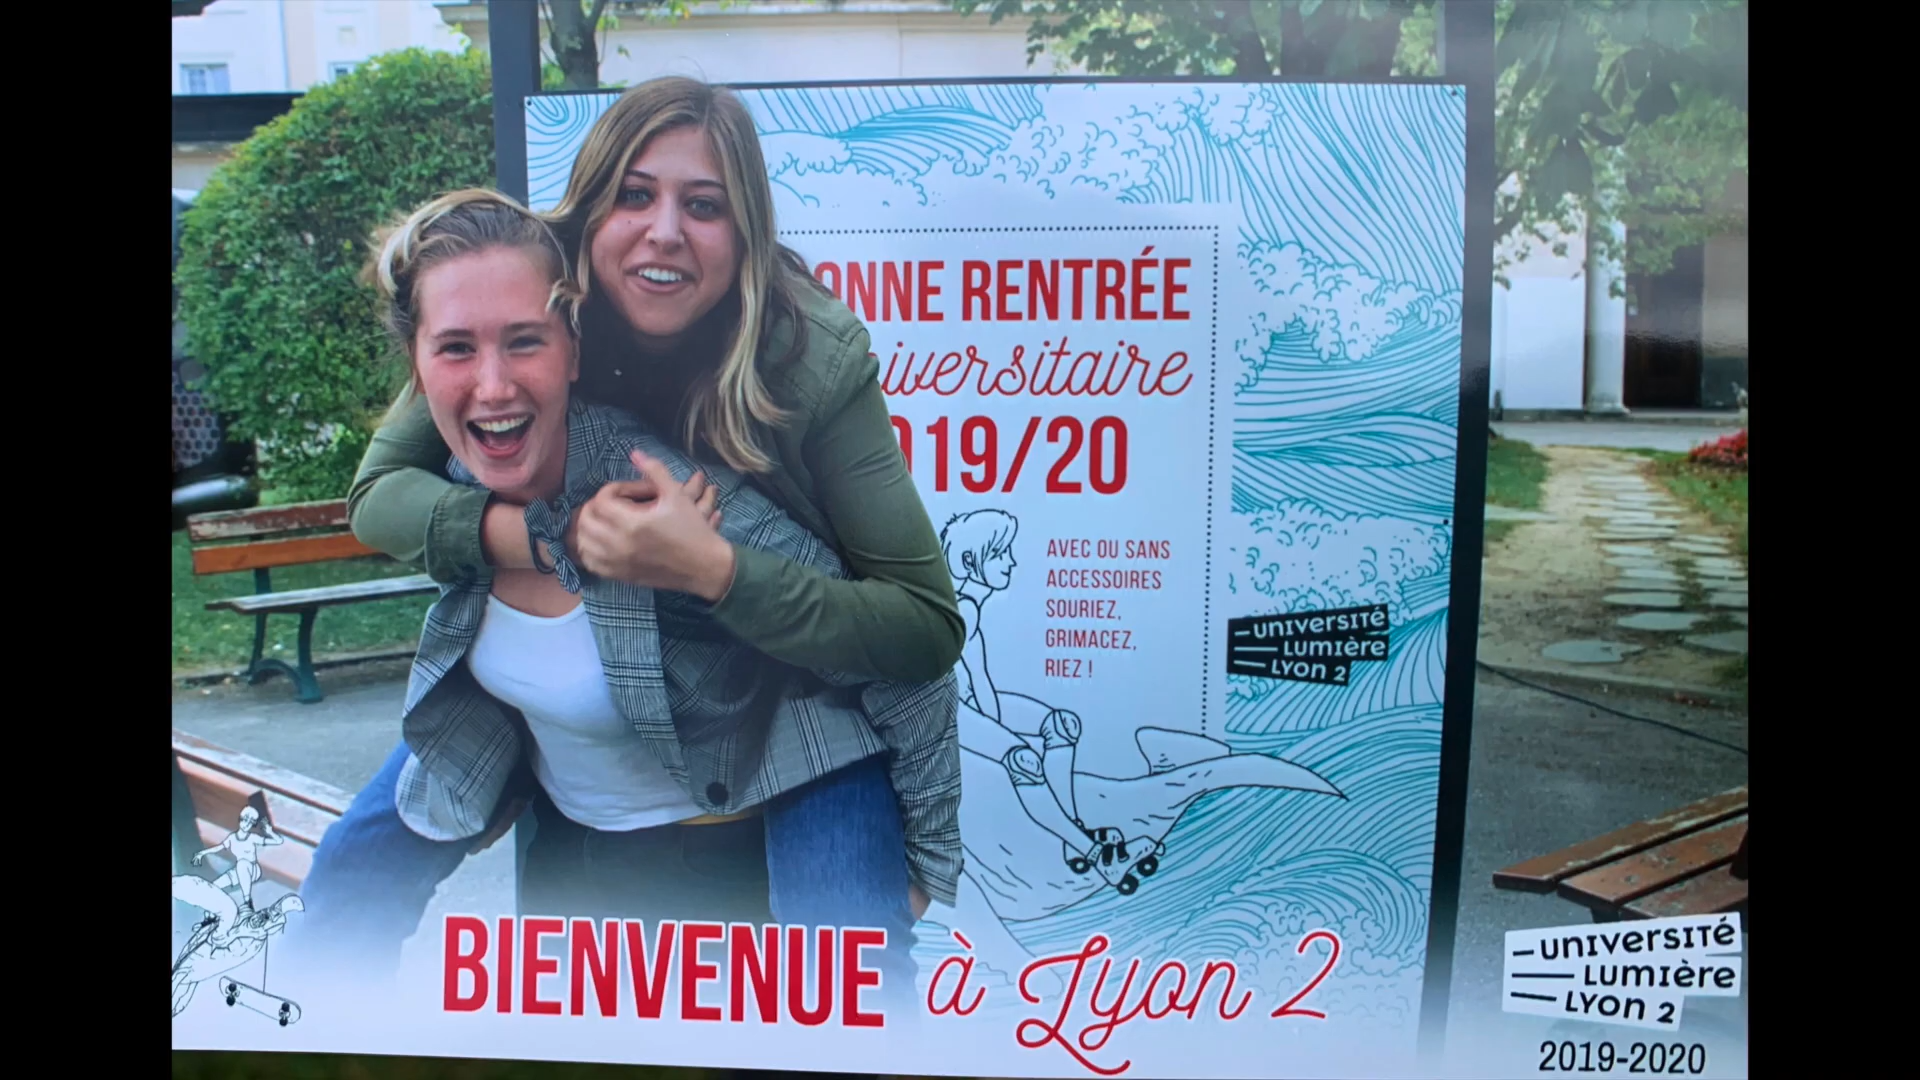 ONNE RENTRÉE
niversitaire
019/20
AVEC OU SANS
ACCESSOIRES
SOURIEZ,
GRIMACEZ,
RIEZ !
UNIVERSITÉ
LUMIÈRE
LYON 2
BIENVENUE à Lyon 2
UNIVERSITÉ
LUMIÈRE
LYON 2
2019-2020